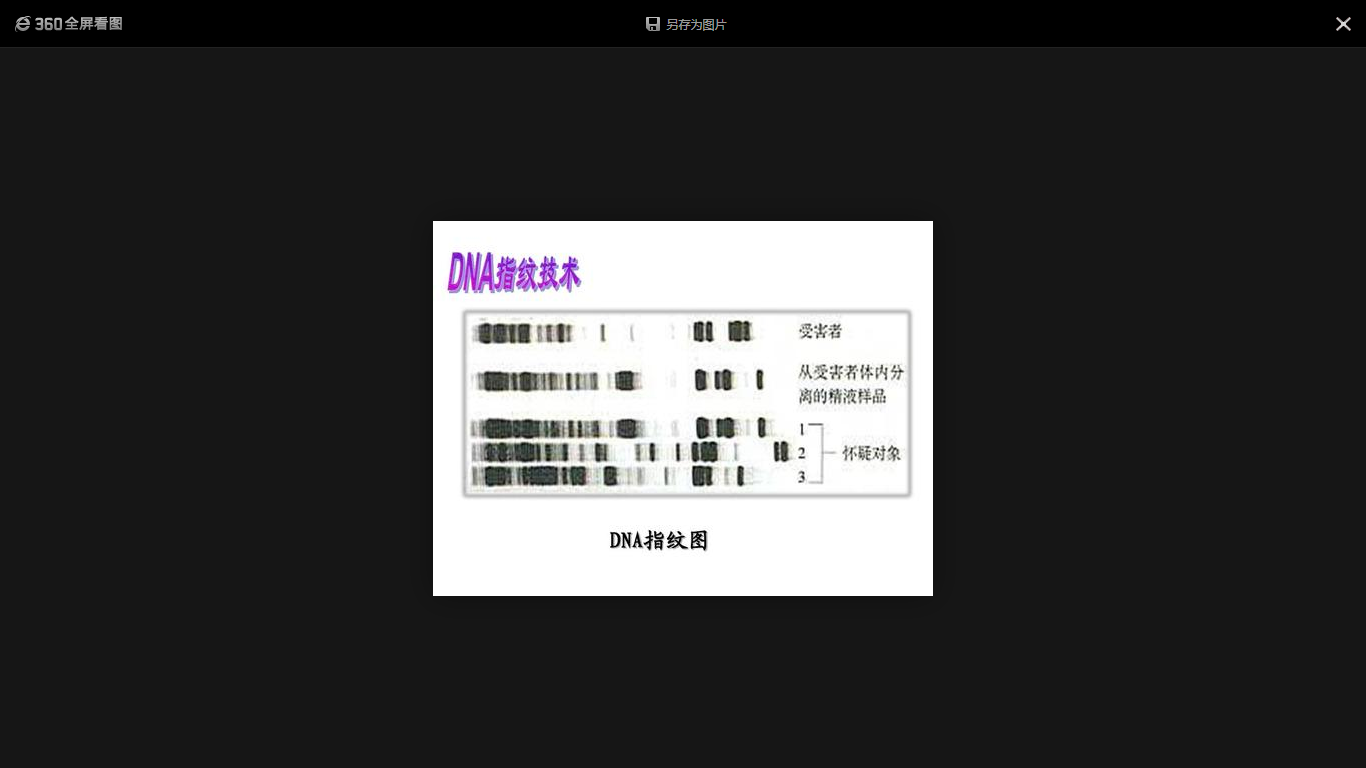 360全屏看图
另存为图片
DNA指纹技术
受害者
从受害者体内分
离的精液样品
1
2
怀疑对象
3
DNA指纹图